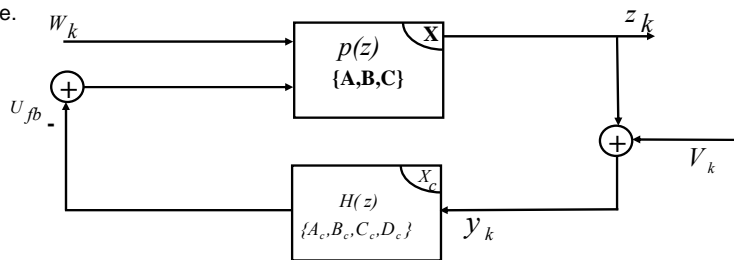 e.
W_k
X
z_k
p(z)
{A,B,C}
+
U_fb
-
+
V_k
X_c
H(z)
{A_c,B_c,C_c,D_c}
y_k